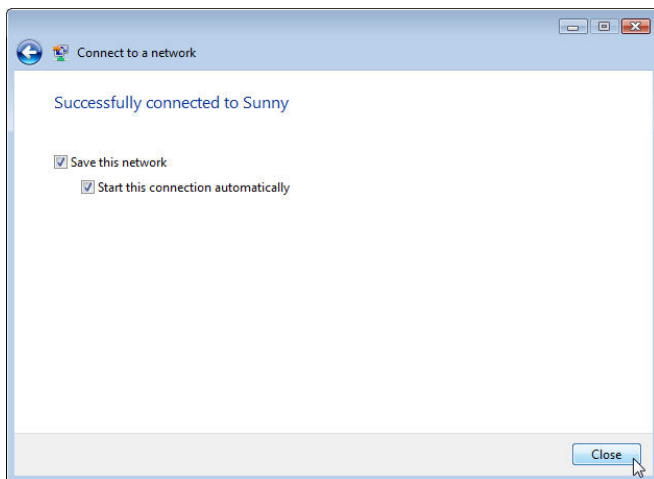 Connect to a network
Successfully connected to Sunny
Save this network
Start this connection automatically
Close